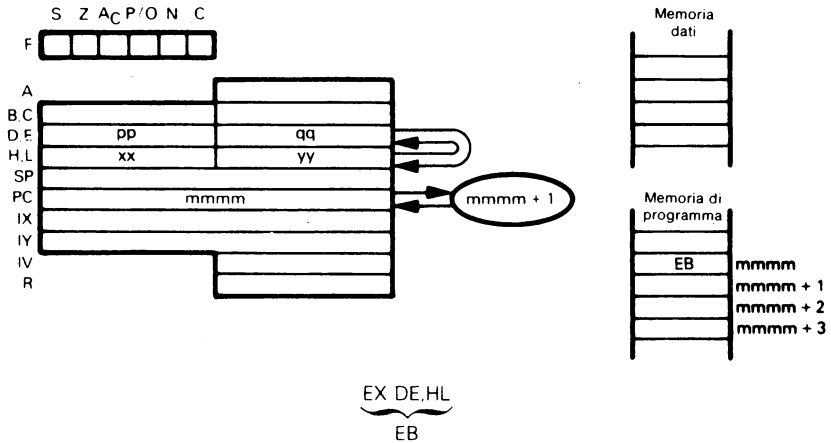 S Z AC P/O N C
F
A
B.C
D.E pp qq
H.L xx yy
SP
PC mmmm mmmm + 1
IX
IY
IV
R
Memoria
dati
Memoria di
programma
EB mmmm
mmmm + 1
mmmm + 2
mmmm + 3
EX DE,HL
EB